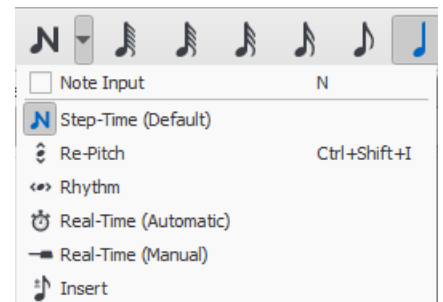 N
Note Input N
N Step-Time (Default)
Re-Pitch Ctrl+Shift+I
Rhythm
Real-Time (Automatic)
Real-Time (Manual)
Insert